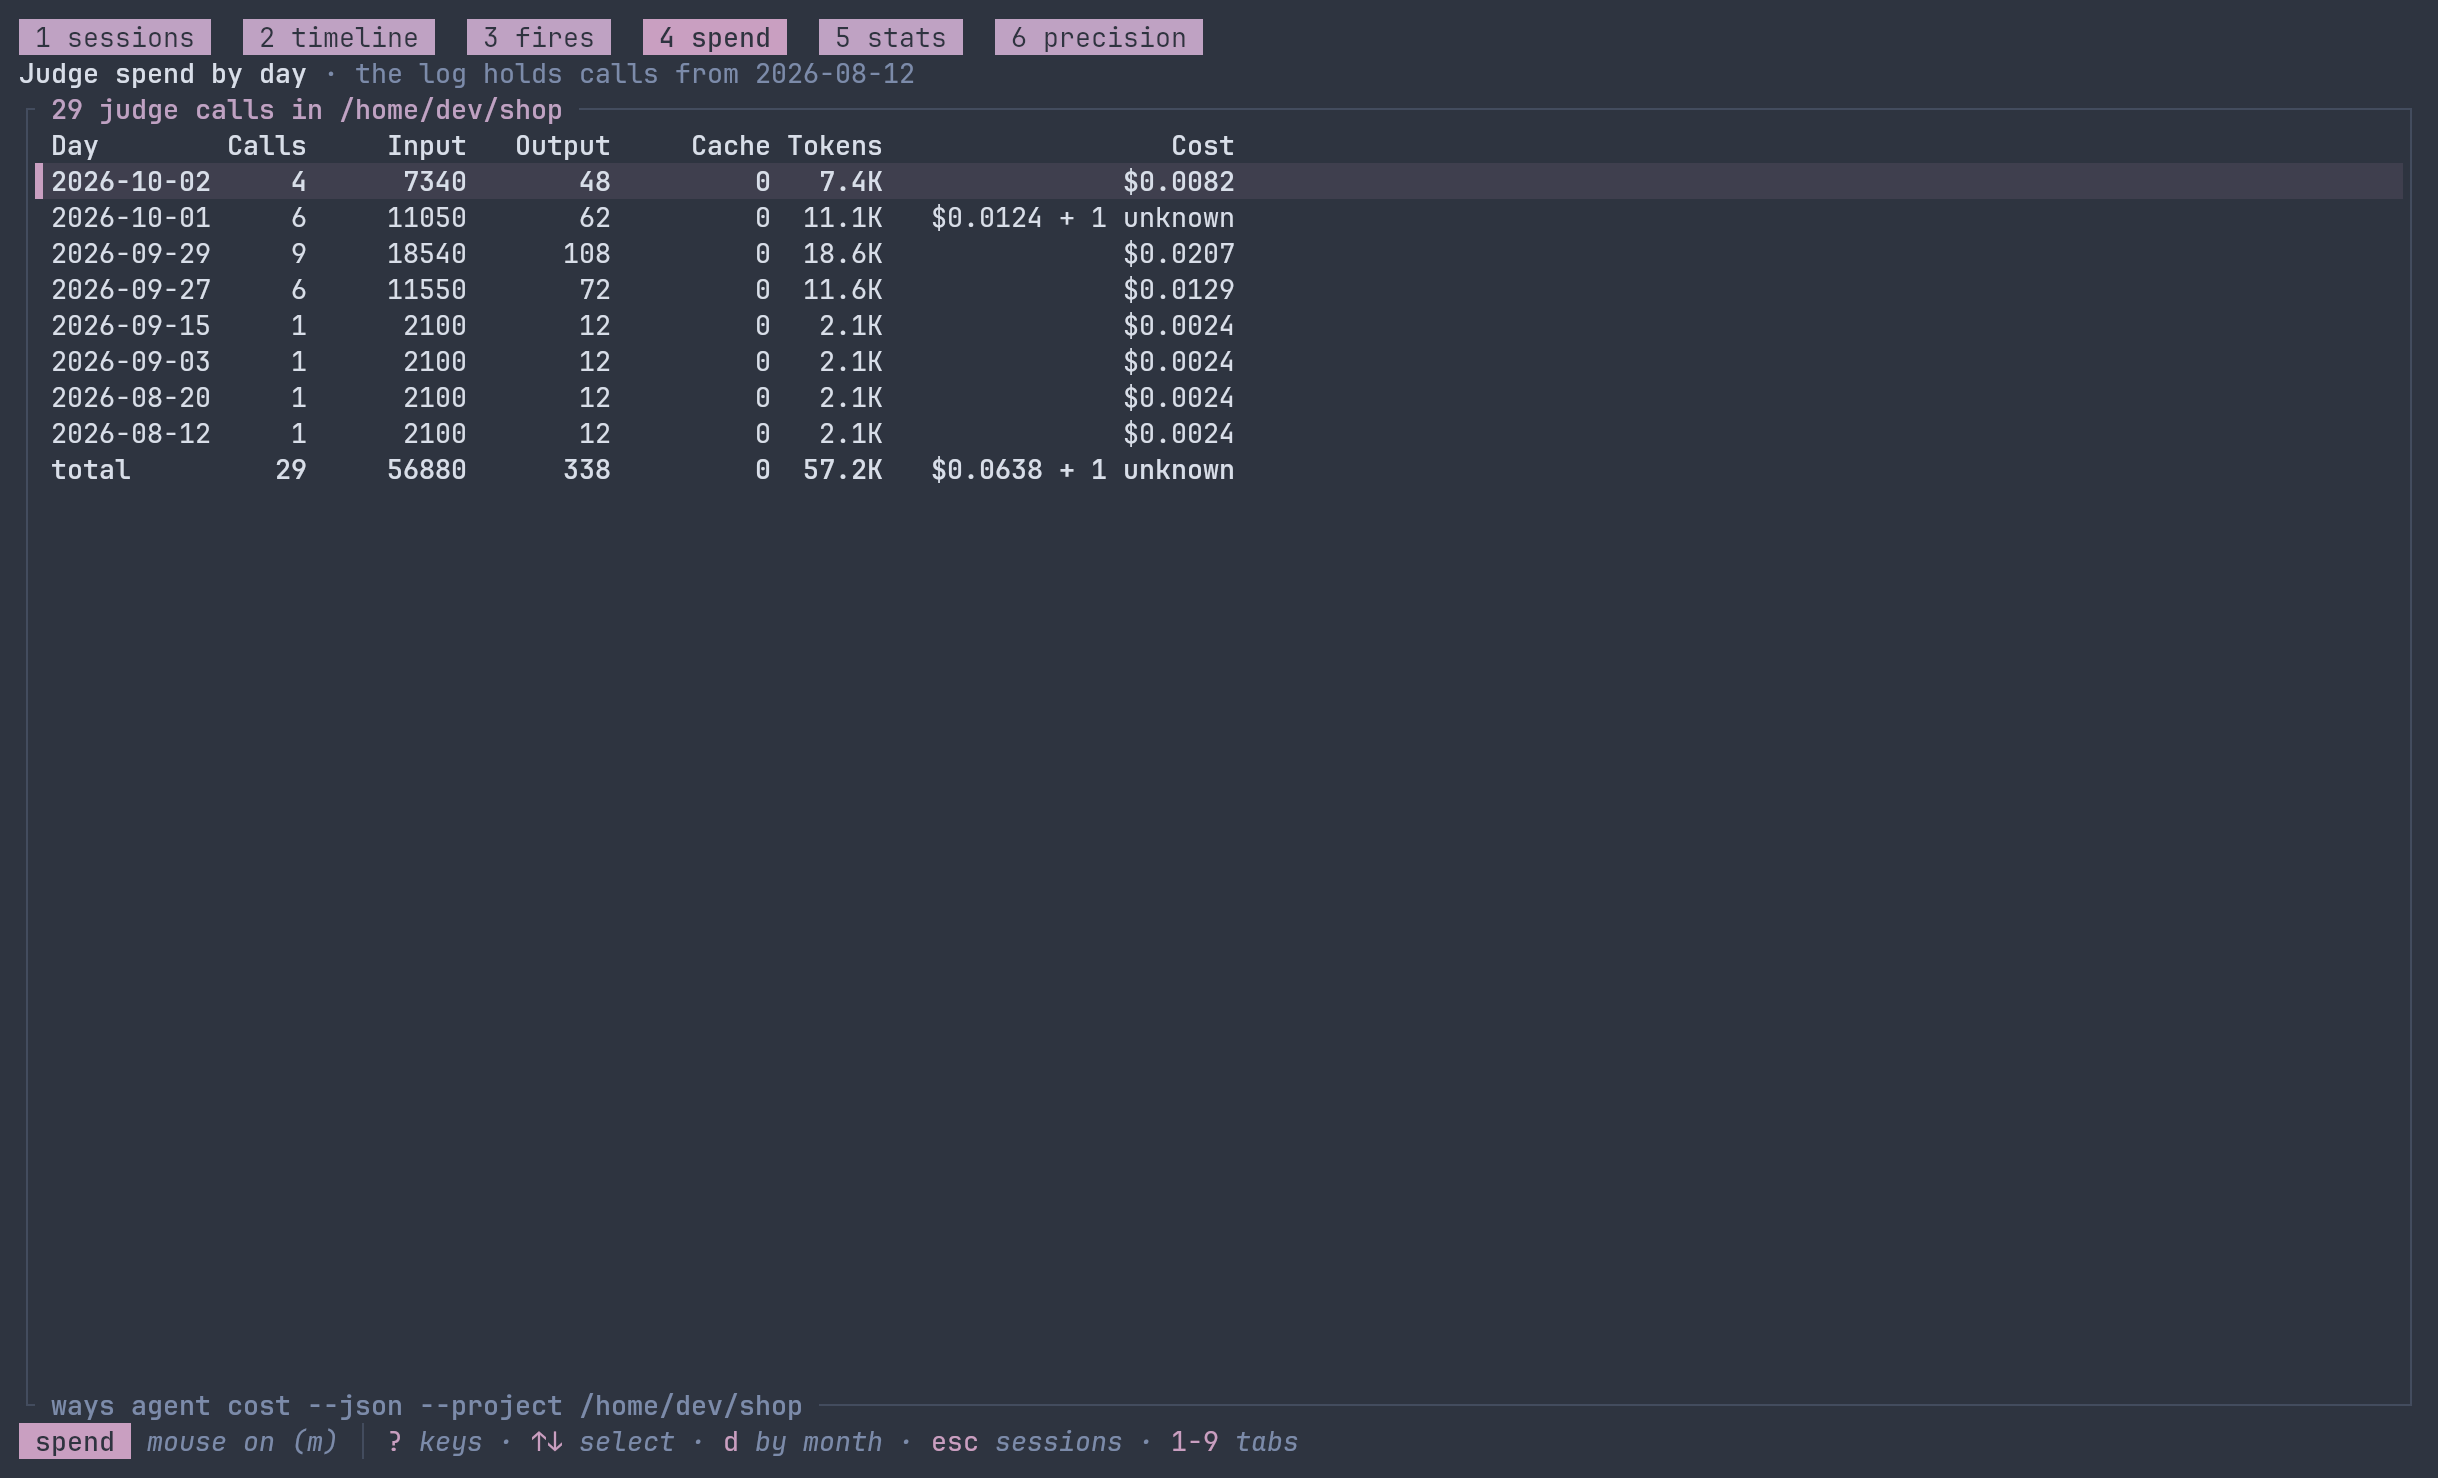 1 sessions 2 timeline 3 fires 4 spend 5 stats 6 precision
Judge spend by day · the log holds calls from 2026-08-12
29 judge calls in /home/dev/shop
Day Calls Input Output Cache Tokens Cost
2026-10-02 4 7340 48 0 7.4K $0.0082
2026-10-01 6 11050 62 0 11.1K $0.0124 + 1 unknown
2026-09-29 9 18540 108 0 18.6K $0.0207
2026-09-27 6 11550 72 0 11.6K $0.0129
2026-09-15 1 2100 12 0 2.1K $0.0024
2026-09-03 1 2100 12 0 2.1K $0.0024
2026-08-20 1 2100 12 0 2.1K $0.0024
2026-08-12 1 2100 12 0 2.1K $0.0024
total 29 56880 338 0 57.2K $0.0638 + 1 unknown
ways agent cost --json --project /home/dev/shop
spend mouse on (m) │ ? keys · ↑↓ select · d by month · esc sessions · 1-9 tabs